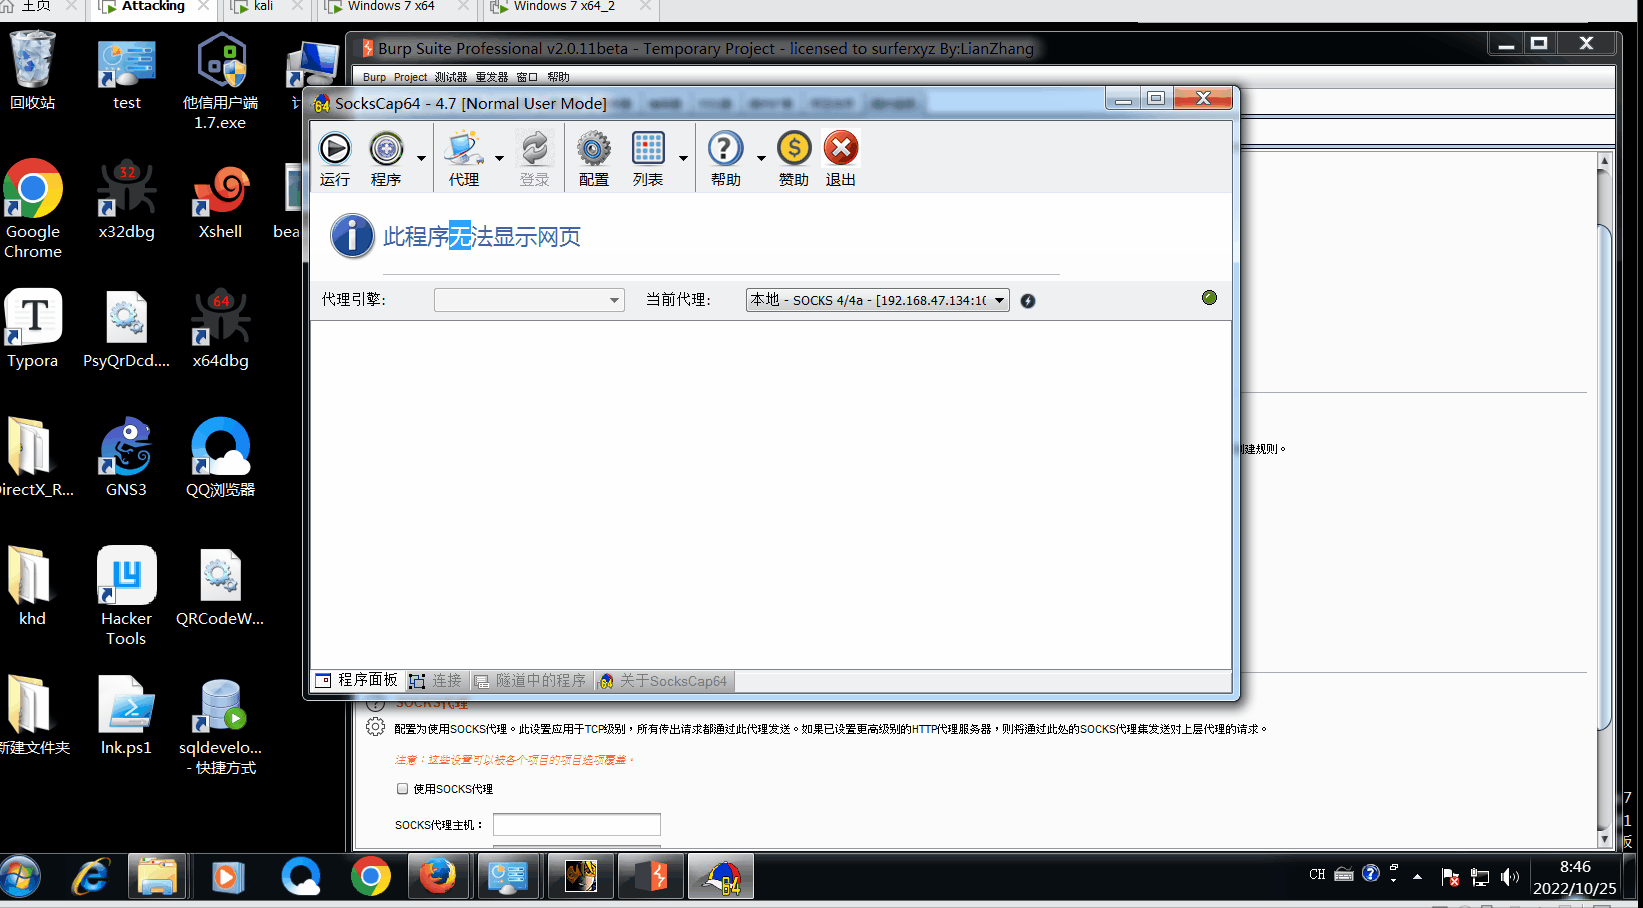 主页
Attacking
kali
Windows 7 x64
Windows 7 x64_2
回收站
test
他信用户端
1.7.exe
Google
Chrome
x32dbg
Xshell
bea
Typora
PsyQrDcd....
x64dbg
irectX_R...
GNS3
QQ浏览器
khd
Hacker
Tools
QRCodeW...
新建文件夹
lnk.ps1
sqldevelo...
- 快捷方式
Burp Suite Professional v2.0.11beta - Temporary Project - licensed to surferxyz By:LianZhang
Burp Project 测试器 重发器 窗口 帮助
SocksCap64 - 4.7 [Normal User Mode]
运行
程序
代理
登录
配置
列表
帮助
赞助
退出
此程序无法显示网页
代理引擎:
当前代理:
本地 - SOCKS 4/4a - [192.168.47.134:10
建规则。
程序面板
连接
隧道中的程序
关于SocksCap64
SOCKS代理
配置为使用SOCKS代理。此设置应用于TCP级别，所有传出请求都通过此代理发送。如果已设置更高级别的HTTP代理服务器，则将通过此处的SOCKS代理集发送对上层代理的请求。
注意：这些设置可以被各个项目的项目选项覆盖。
使用SOCKS代理
SOCKS代理主机：
7
1
CH
8:46
2022/10/25